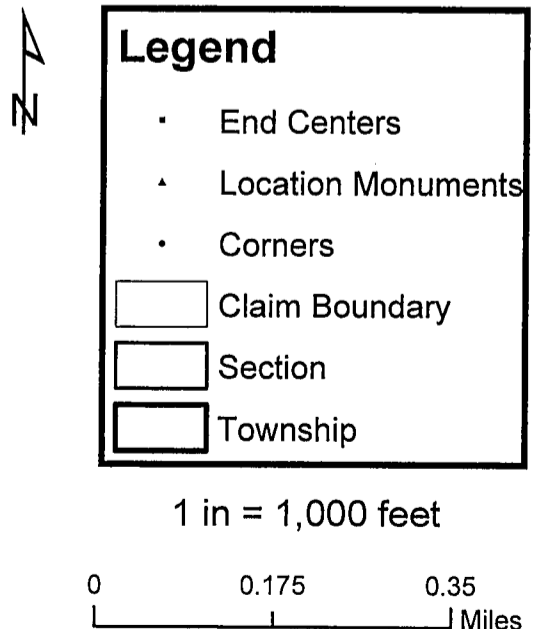 N
Legend
End Centers
Location Monuments
Corners
Claim Boundary
Section
Township
1 in = 1,000 feet
0 0.175 0.35
Miles